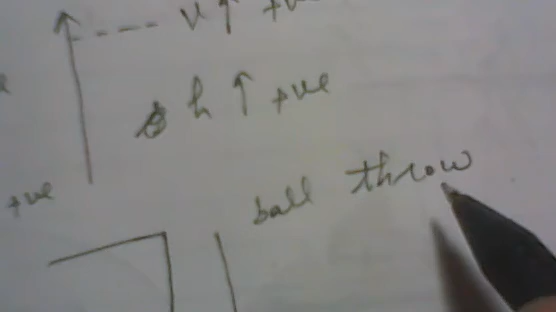 V ↑ +ve
h ↑ +ve
+ve
ball throw